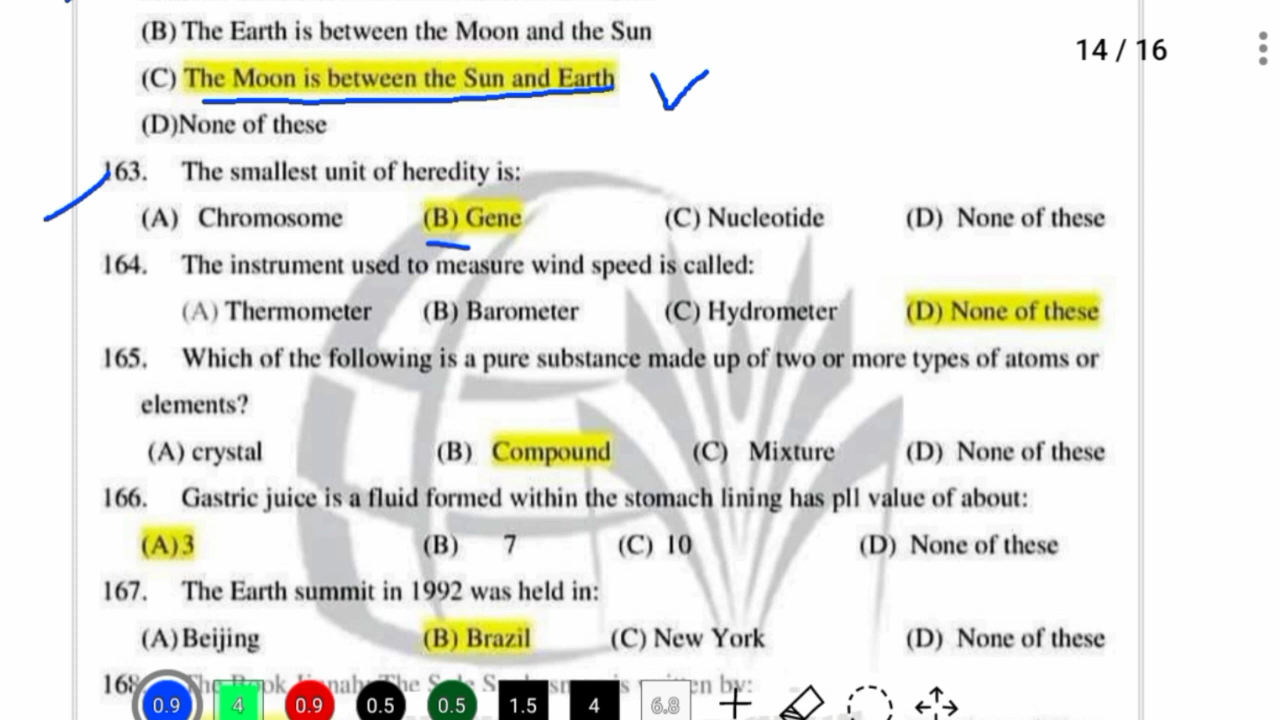 (B) The Earth is between the Moon and the Sun
14 / 16
(C) The Moon is between the Sun and Earth
(D)None of these
163. The smallest unit of heredity is:
(A) Chromosome (B) Gene (C) Nucleotide (D) None of these
164. The instrument used to measure wind speed is called:
(A) Thermometer (B) Barometer (C) Hydrometer (D) None of these
165. Which of the following is a pure substance made up of two or more types of atoms or
elements?
(A) crystal (B) Compound (C) Mixture (D) None of these
166. Gastric juice is a fluid formed within the stomach lining has pll value of about:
(A)3 (B) 7 (C) 10 (D) None of these
167. The Earth summit in 1992 was held in:
(A)Beijing (B) Brazil (C) New York (D) None of these
168. The Book The by:
0.9 4 0.9 0.5 0.5 1.5 4 6.8